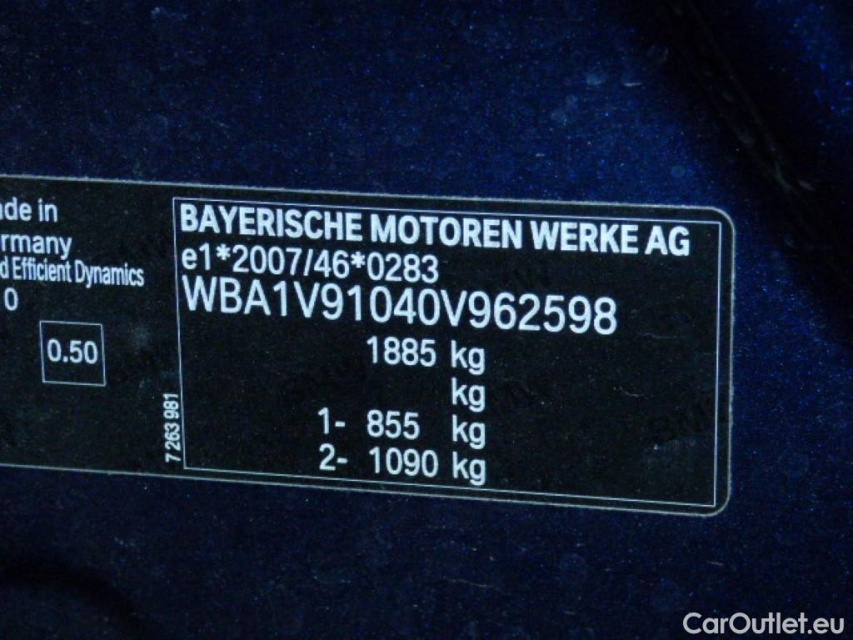 ade in
ermany
d Efficient Dynamics
0
0.50
7 263 981
BAYERISCHE MOTOREN WERKE AG
e1*2007/46*0283
WBA1V91040V962598
1885 kg
kg
1- 855 kg
2- 1090 kg
CarOutlet.eu